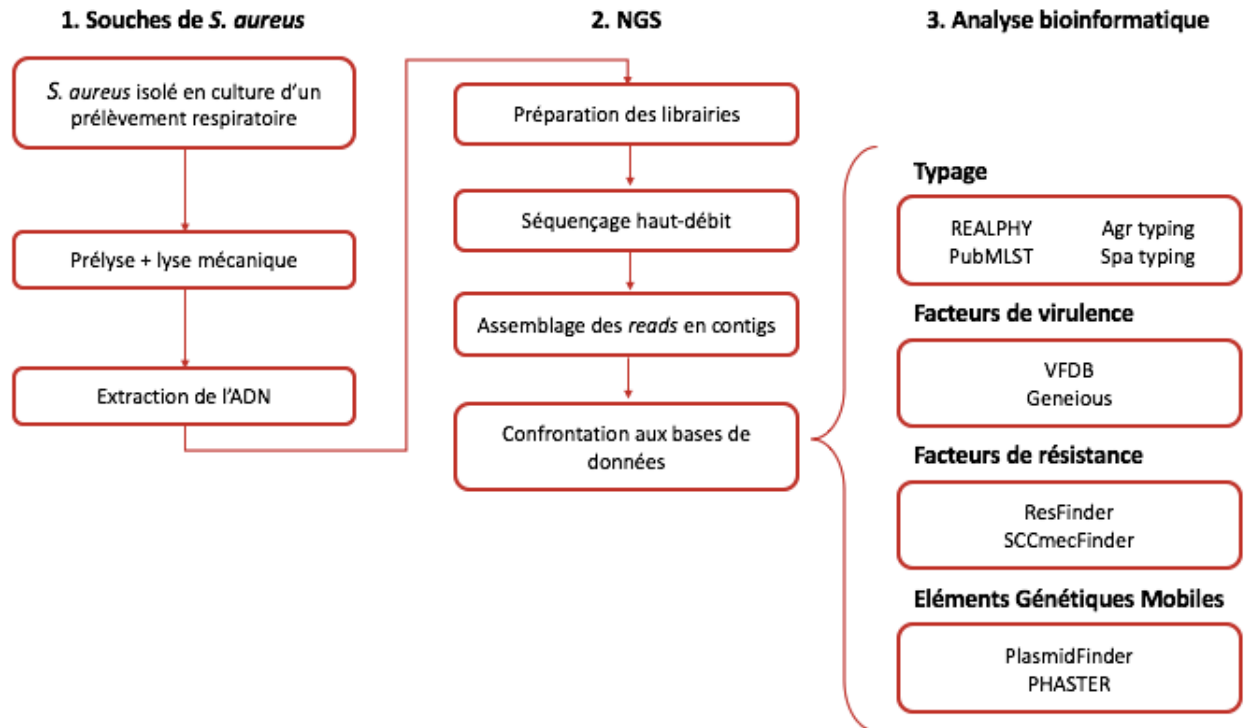 1. Souches de S. aureus
S. aureus isolé en culture d'un
prélèvement respiratoire
Prélyse + lyse mécanique
Extraction de l'ADN
2. NGS
Préparation des librairies
Séquençage haut-débit
Assemblage des reads en contigs
Confrontation aux bases de
données
3. Analyse bioinformatique
Typage
REALPHY Agr typing
PubMLST Spa typing
Facteurs de virulence
VFDB
Geneious
Facteurs de résistance
ResFinder
SCCmecFinder
Eléments Génétiques Mobiles
PlasmidFinder
PHASTER